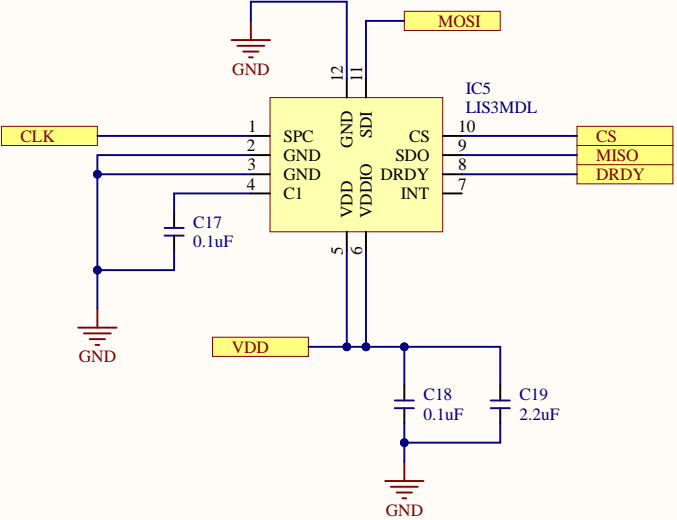 MOSI
GND
12
11
IC5
LIS3MDL
CLK
1
SPC
GND
SDI
CS
10
CS
2
GND
SDO
9
MISO
3
GND
DRDY
8
DRDY
4
C1
VDD
VDDIO
INT
7
C17
0.1uF
5
6
GND
VDD
C18
0.1uF
C19
2.2uF
GND